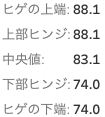 ヒゲの上端: 88.1
上部ヒンジ: 88.1
中央値: 83.1
下部ヒンジ: 74.0
ヒゲの下端: 74.0